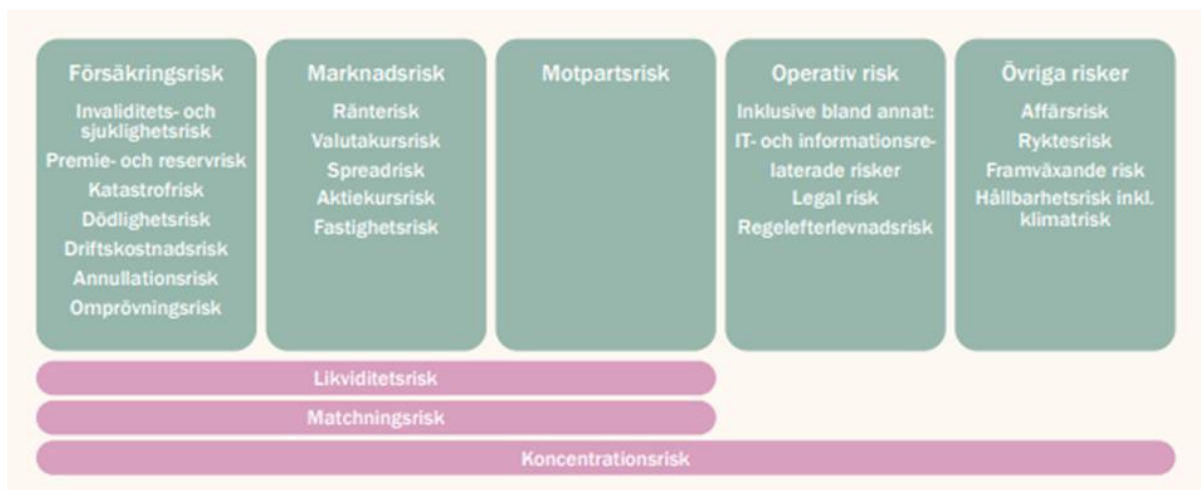 Försäkringsrisk
Invaliditets- och
sjuklighetsrisk
Premie- och reservrisk
Katastrofrisk
Dödlighetsrisk
Driftskostnadsrisk
Annullationsrisk
Omprövningsrisk
Marknadsrisk
Ränterisk
Valutakursrisk
Spreadrisk
Aktiekursrisk
Fastighetsrisk
Motpartsrisk
Operativ risk
Inklusive bland annat:
IT- och informationsre-
laterade risker
Legal risk
Regelefterlevnadsrisk
Övriga risker
Affärsrisk
Ryktesrisk
Framväxande risk
Hållbarhetsrisk inkl.
klimatrisk
Likviditetsrisk
Matchningsrisk
Koncentrationsrisk